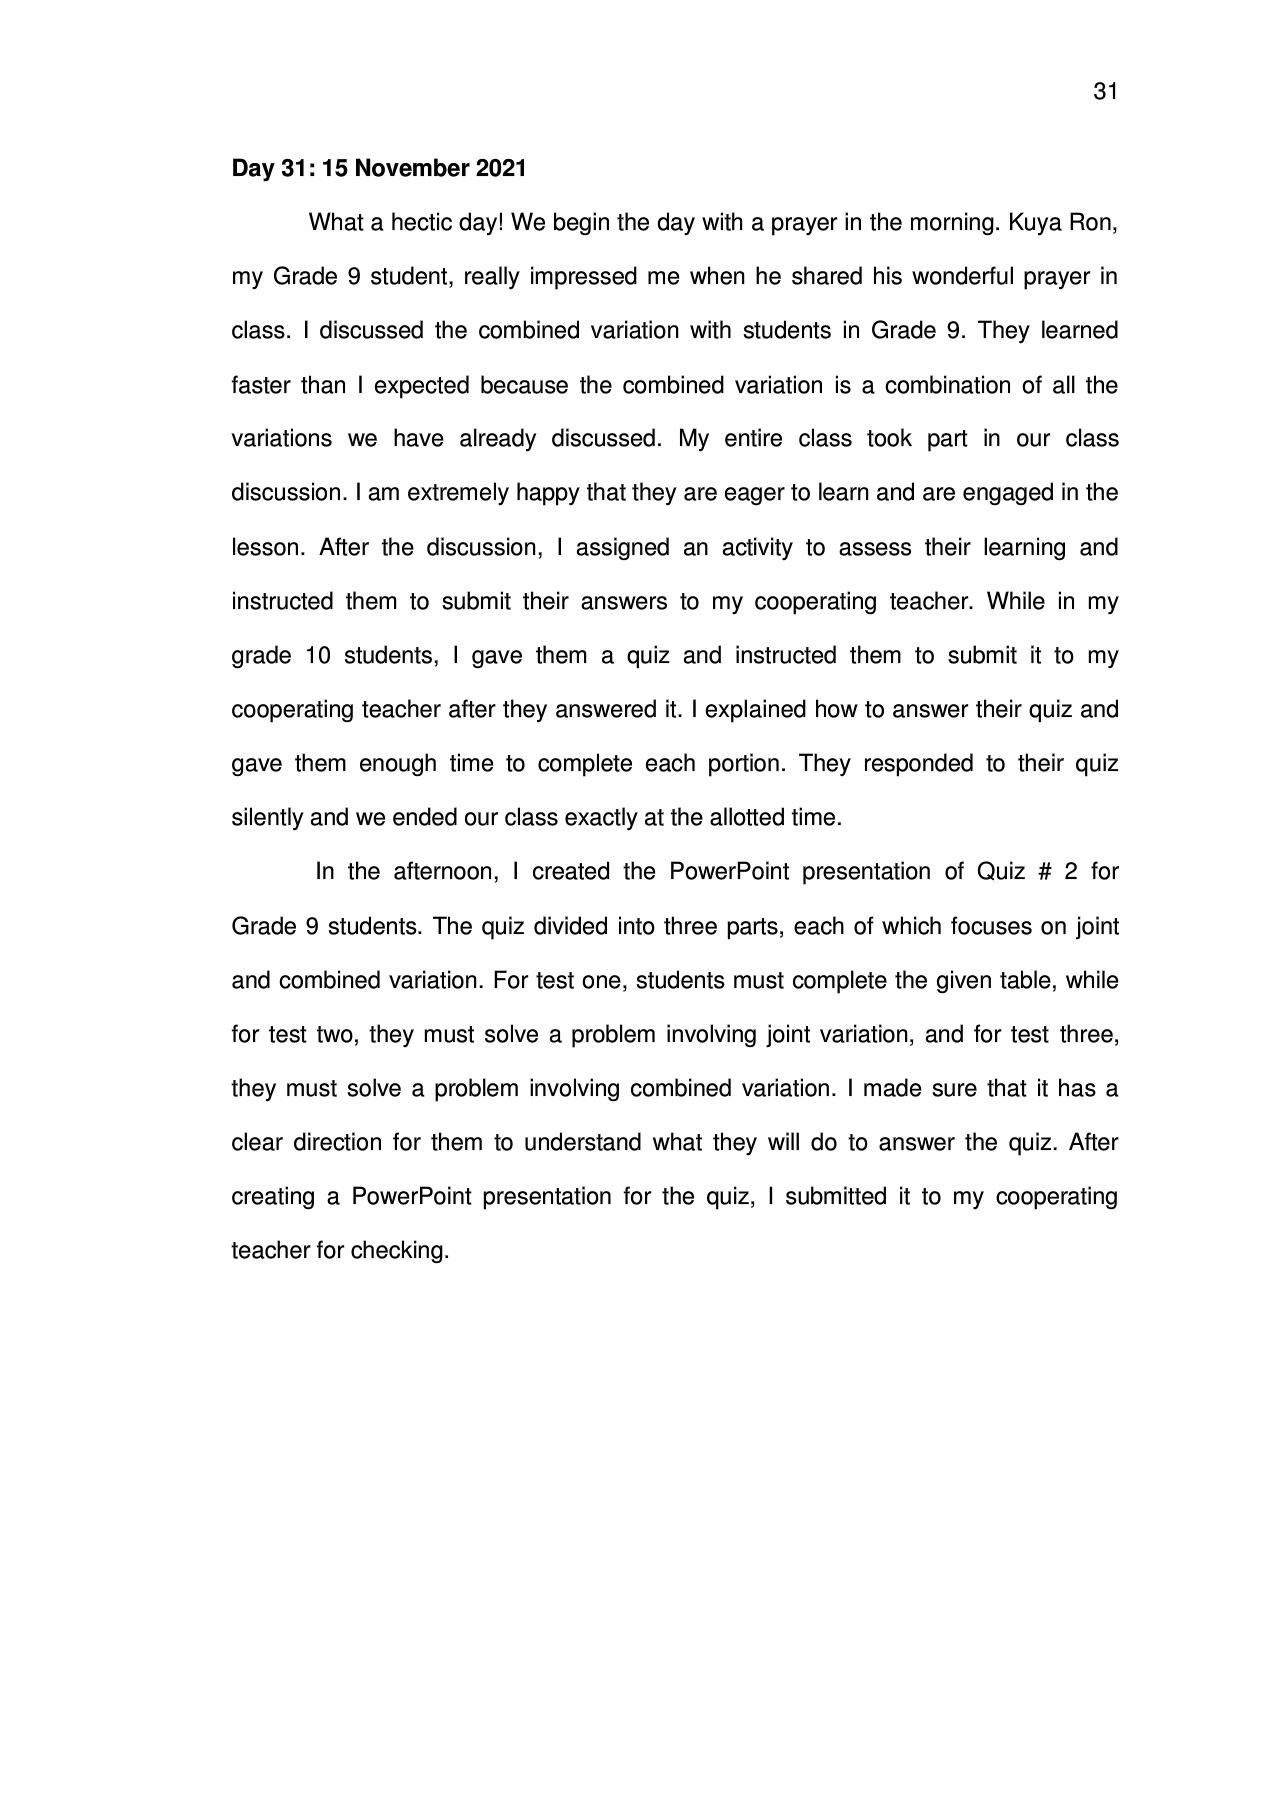 31
Day 31: 15 November 2021
What a hectic day! We begin the day with a prayer in the morning. Kuya Ron,
my Grade 9 student, really impressed me when he shared his wonderful prayer in
class. I discussed the combined variation with students in Grade 9. They learned
faster than I expected because the combined variation is a combination of all the
variations we have already discussed. My entire class took part in our class
discussion. I am extremely happy that they are eager to learn and are engaged in the
lesson. After the discussion, I assigned an activity to assess their learning and
instructed them to submit their answers to my cooperating teacher. While in my
grade 10 students, I gave them a quiz and instructed them to submit it to my
cooperating teacher after they answered it. I explained how to answer their quiz and
gave them enough time to complete each portion. They responded to their quiz
silently and we ended our class exactly at the allotted time.
In the afternoon, I created the PowerPoint presentation of Quiz # 2 for
Grade 9 students. The quiz divided into three parts, each of which focuses on joint
and combined variation. For test one, students must complete the given table, while
for test two, they must solve a problem involving joint variation, and for test three,
they must solve a problem involving combined variation. I made sure that it has a
clear direction for them to understand what they will do to answer the quiz. After
creating a PowerPoint presentation for the quiz, I submitted it to my cooperating
teacher for checking.